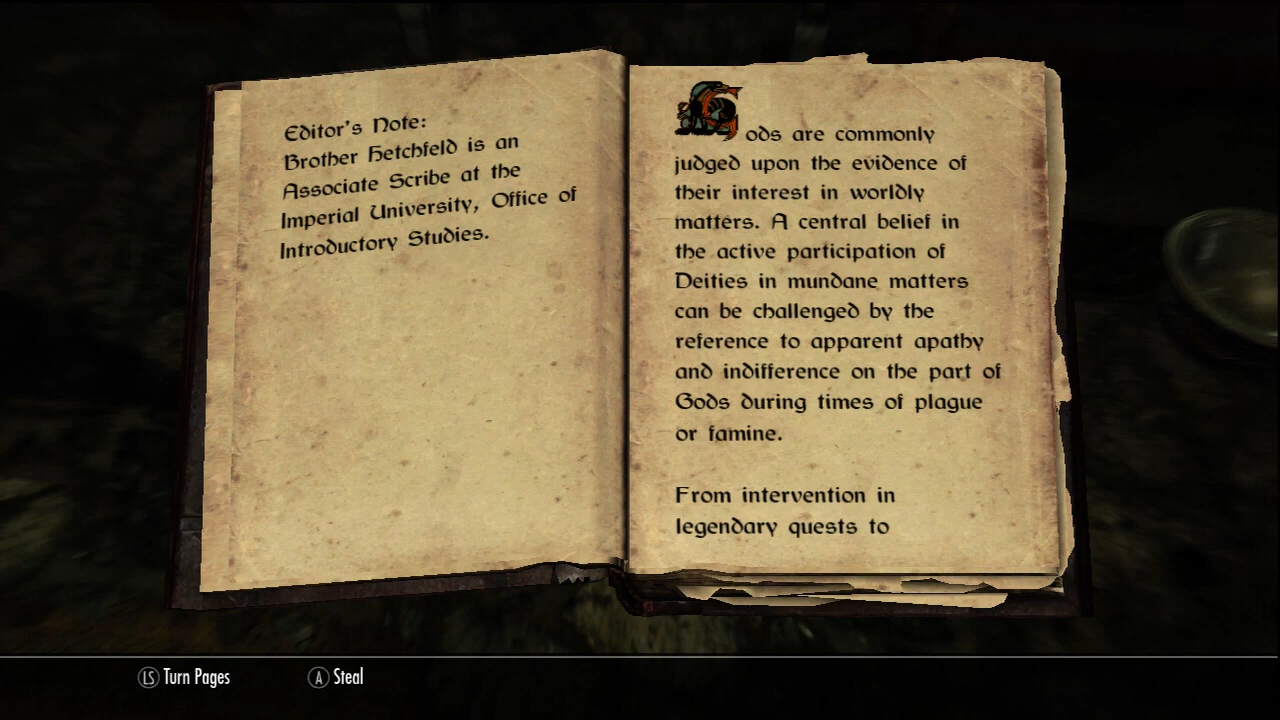 Editor's Note:
Brother Hetchfeld is an
Associate Scribe at the
Imperial University, Office of
Introductory Studies.
Gods are commonly
judged upon the evidence of
their interest in worldly
matters. A central belief in
the active participation of
Deities in mundane matters
can be challenged by the
reference to apparent apathy
and indifference on the part of
Gods during times of plague
or famine.
From intervention in
legendary quests to
LS Turn Pages
A Steal